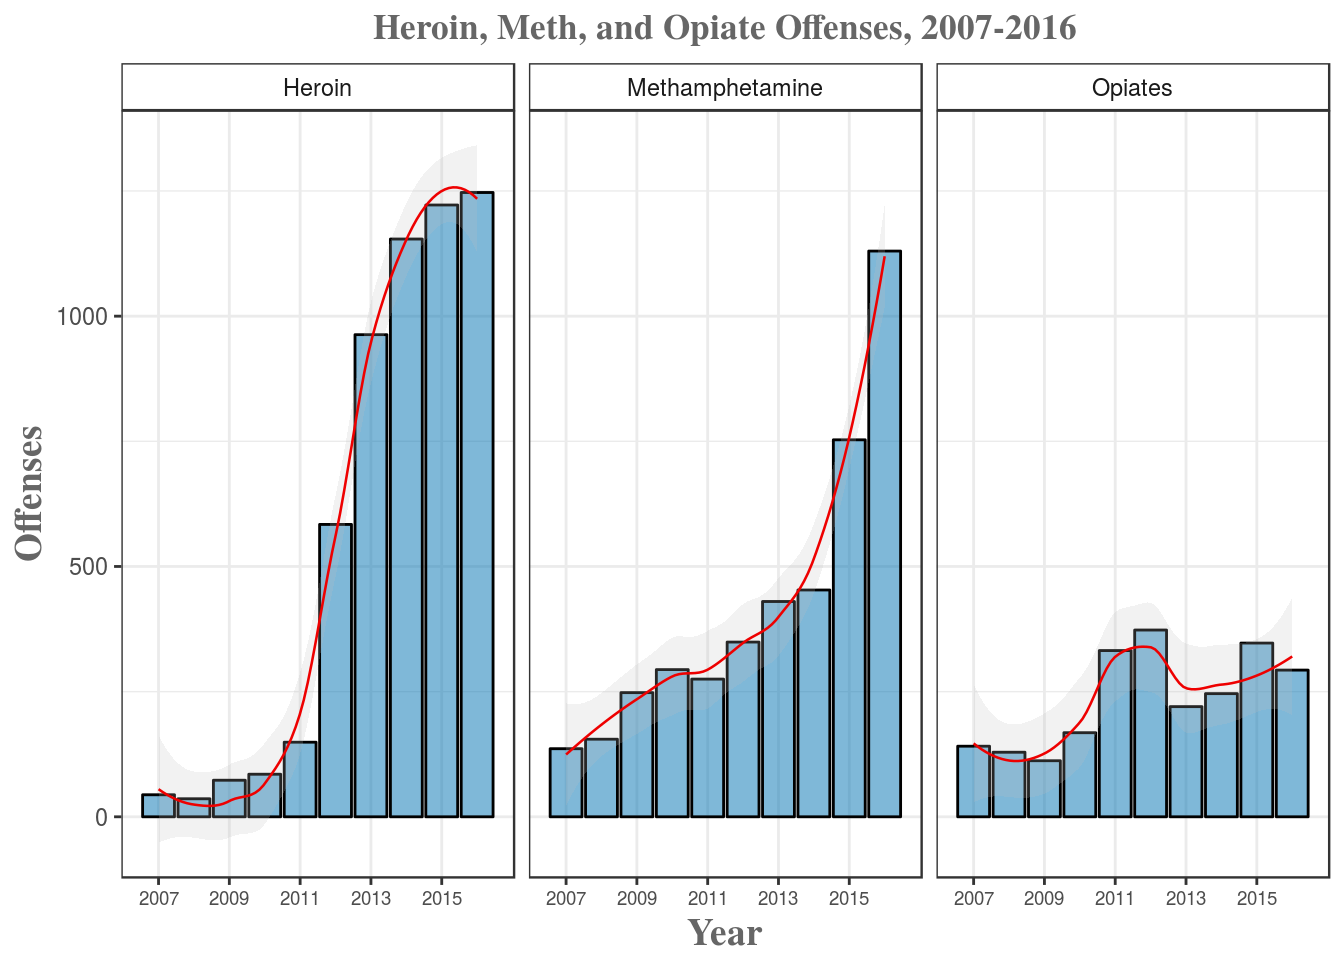 Heroin, Meth, and Opiate Offenses, 2007-2016
Heroin
Methamphetamine
Opiates
Offenses
1000
500
0
2007 2009 2011 2013 2015
2007 2009 2011 2013 2015
2007 2009 2011 2013 2015
Year